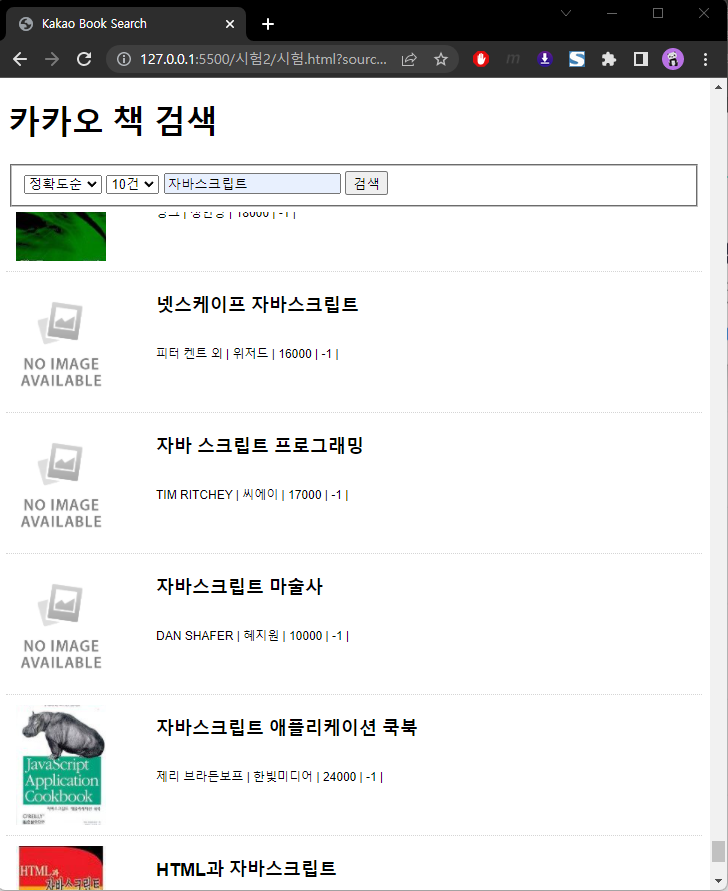 Kakao Book Search
127.0.0.1:5500/시험2/시험.html?sourc...
카카오 책 검색
정확도순 10건 자바스크립트 검색
| 18000 | -1 |
넷스케이프 자바스크립트
피터 켄트 외 | 위저드 | 16000 | -1 |
NO IMAGE
AVAILABLE
자바 스크립트 프로그래밍
TIM RITCHEY | 씨에이 | 17000 | -1 |
NO IMAGE
AVAILABLE
자바스크립트 마술사
DAN SHAFER | 혜지원 | 10000 | -1 |
NO IMAGE
AVAILABLE
자바스크립트 애플리케이션 쿡북
제리 브라든보프 | 한빛미디어 | 24000 | -1 |
JavaScript
Application
Cookbook
O'REILLY
HTML과 자바스크립트
HTML과
자바스크립트